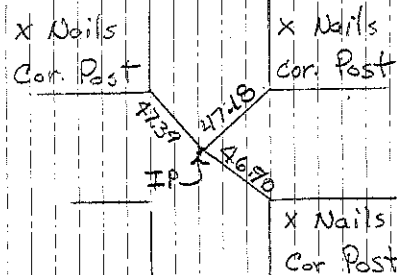 X Nails
Cor. Post
X Nails
Cor. Post
47.39
47.18
46.90
IP
X Nails
Cor Post